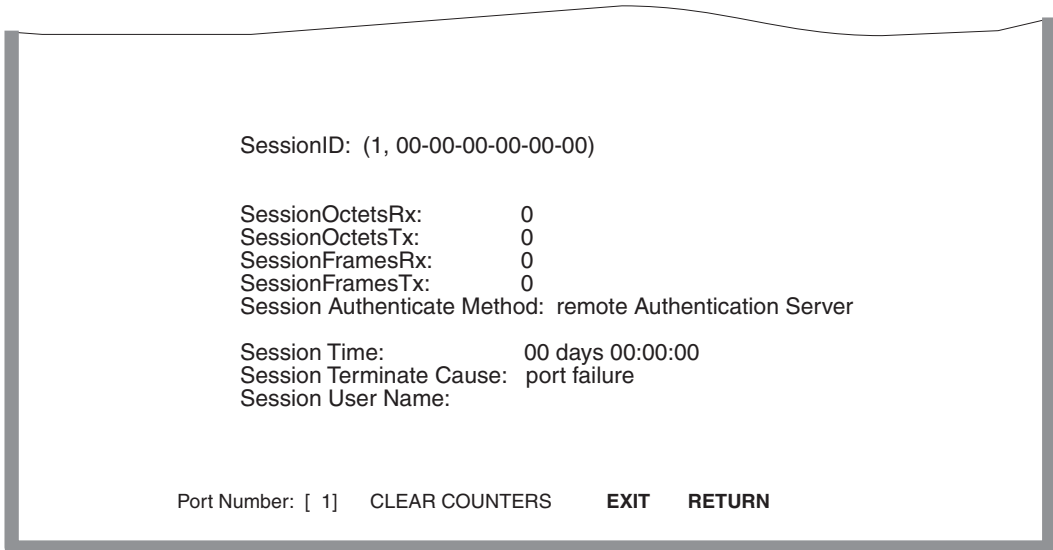 SessionID: (1, 00-00-00-00-00-00)
SessionOctetsRx: 0
SessionOctetsTx: 0
SessionFramesRx: 0
SessionFramesTx: 0
Session Authenticate Method: remote Authentication Server
Session Time: 00 days 00:00:00
Session Terminate Cause: port failure
Session User Name:
Port Number: [ 1] CLEAR COUNTERS EXIT RETURN